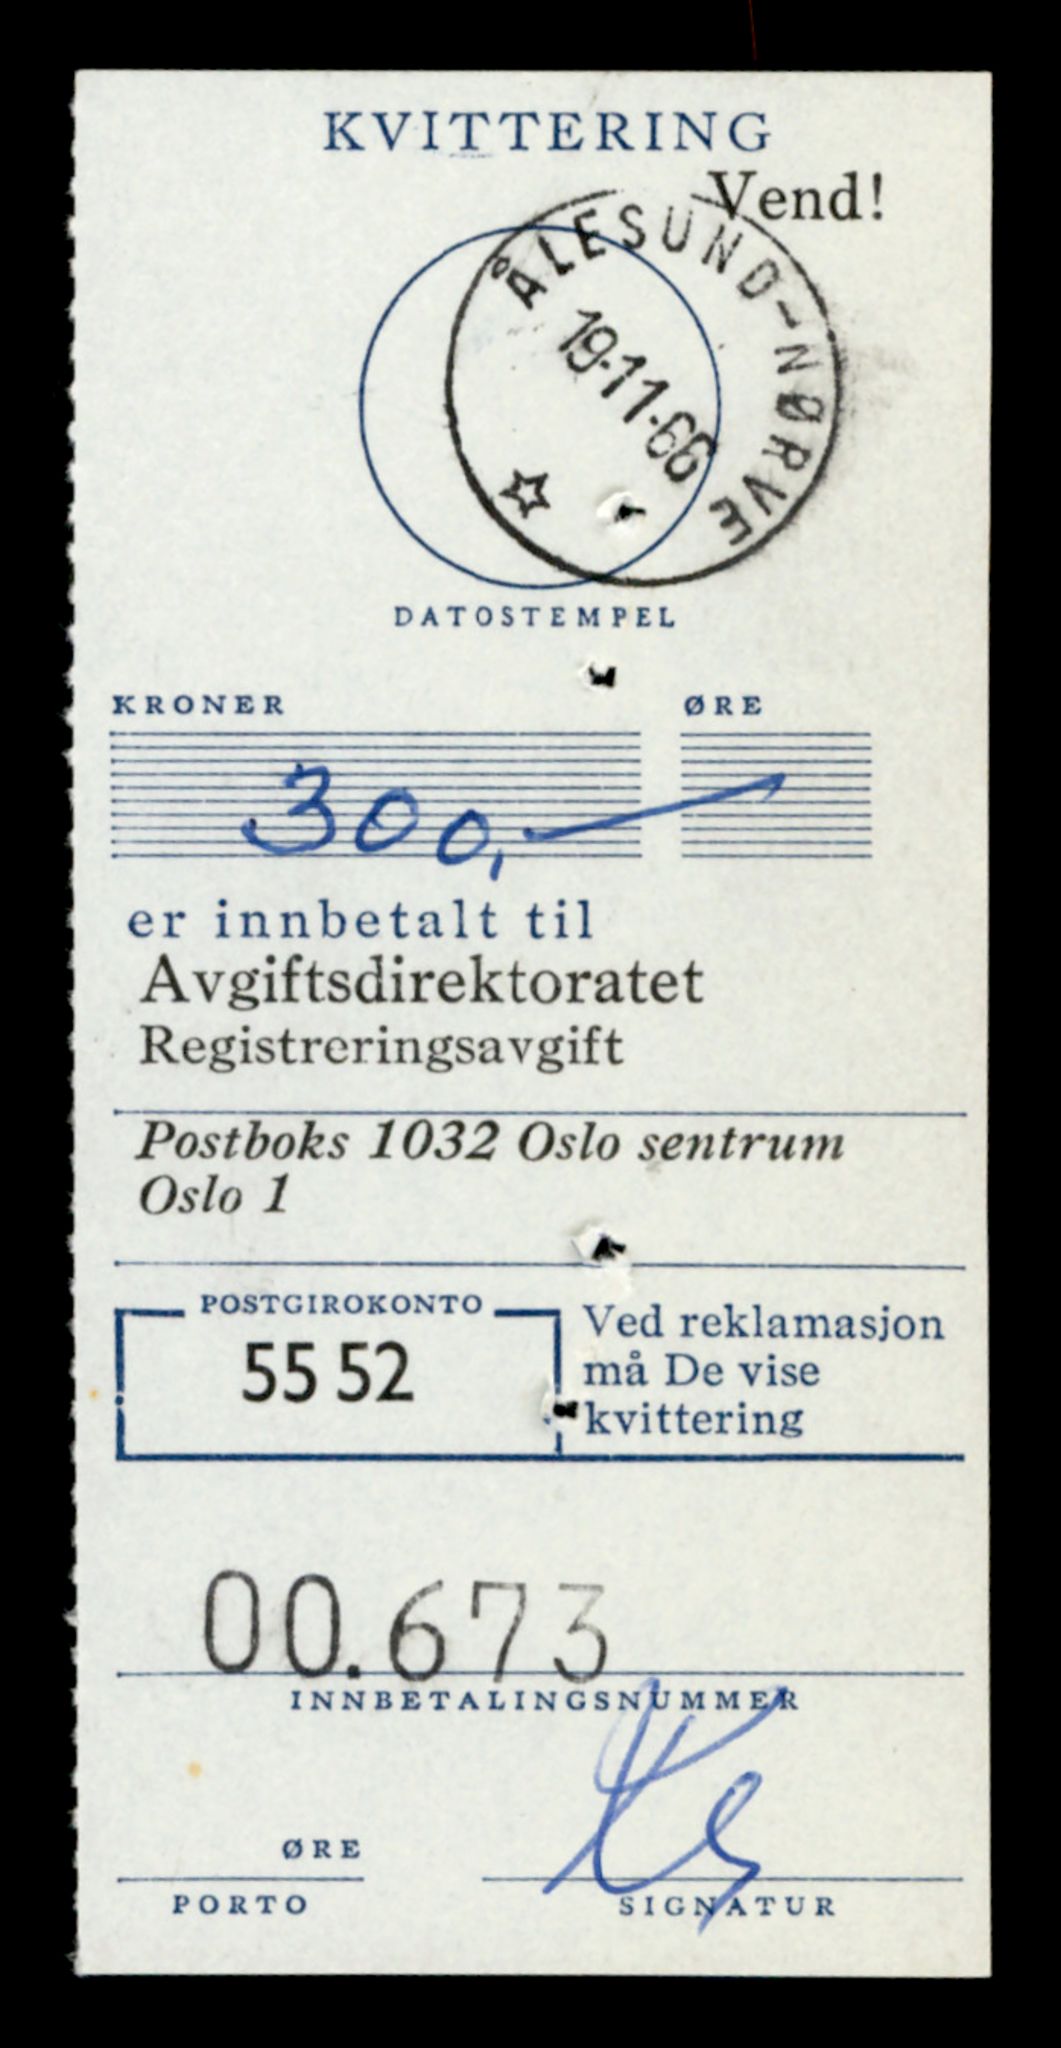 KVITTERING
Vend!
ÅLESUND-NØRVE
19-11-66
DATOSTEMPEL
KRONER ØRE
300,—
er innbetalt til
Avgiftsdirektoratet
Registreringsavgift
Postboks 1032 Oslo sentrum
Oslo 1
POSTGIROKONTO
55 52
Ved reklamasjon
må De vise
kvittering
00.673
INNBETALINGSNUMMER
ØRE
PORTO
SIGNATUR